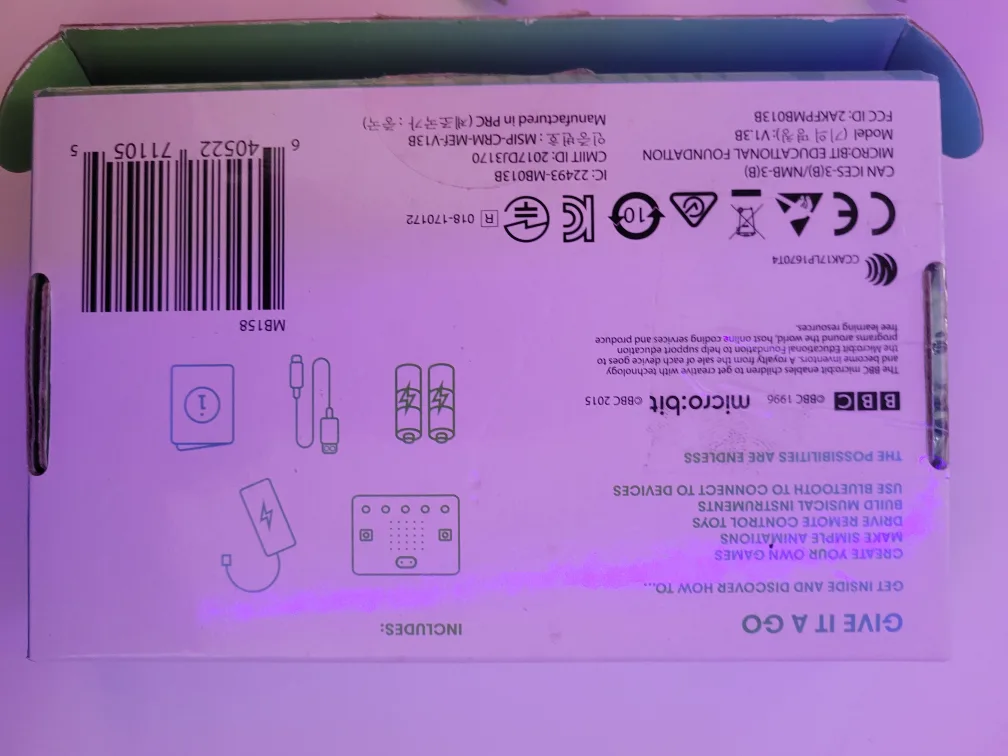 GIVE IT A GO
GET INSIDE AND DISCOVER HOW TO...
CREATE YOUR OWN GAMES
MAKE SIMPLE ANIMATIONS
DRIVE REMOTE CONTROL TOYS
BUILD MUSICAL INSTRUMENTS
USE BLUETOOTH TO CONNECT TO DEVICES
THE POSSIBILITIES ARE ENDLESS
BBC ©BBC 1996 micro:bit ©BBC 2015
The BBC micro:bit enables children to get creative with technology
and become inventors. A royalty from the sale of each device goes to
the Micro:bit Educational Foundation to help support education
programs around the world, host online coding services and produce
free learning resources.
CCAK17LP1670T4
CE 10 R 018-170172
CAN ICES-3(B)/NMB-3(B)
MICRO:BIT EDUCATIONAL FOUNDATION
Model (기기의 명칭): V1.3B
FCC ID: 2AKFPMB013B
IC: 22493-MB013B
CMIIT ID: 2017DJ3170
인증번호 : MSIP-CRM-MEF-V13B
Manufactured in PRC (제조국가 : 중국)
INCLUDES:
i
MB158
6 40522 71105 5